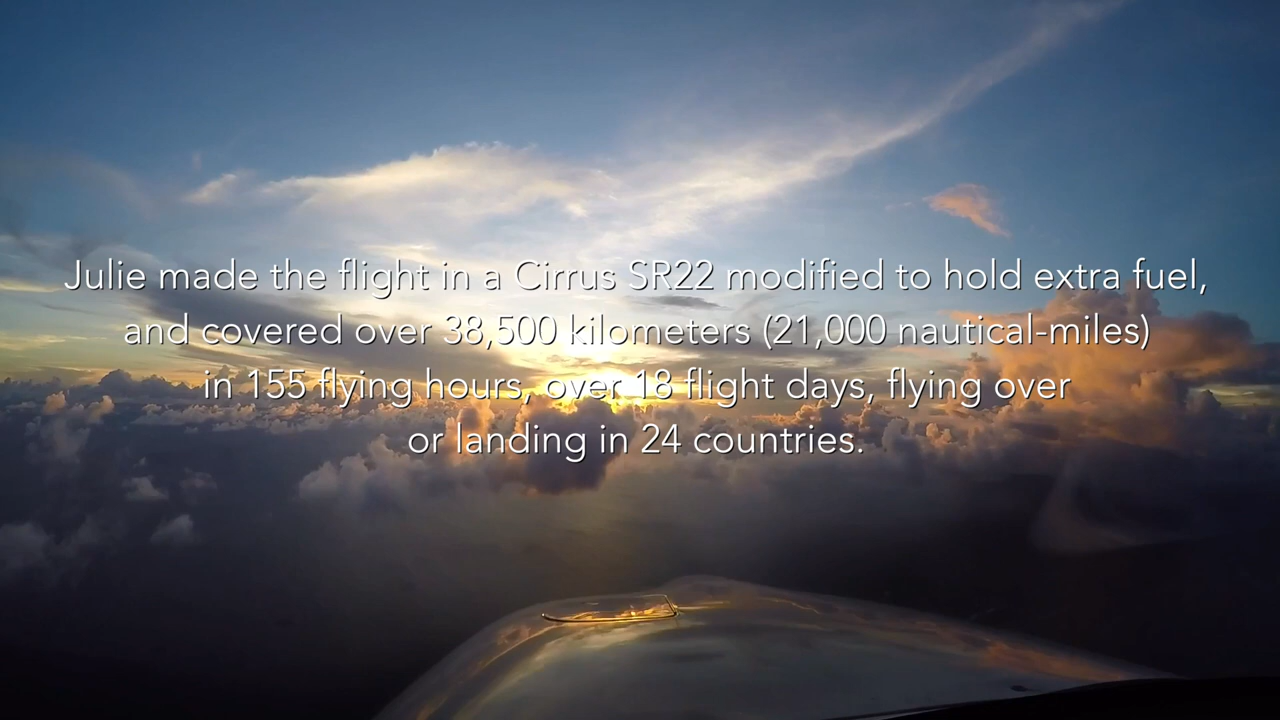 Julie made the flight in a Cirrus SR22 modified to hold extra fuel,
and covered over 38,500 kilometers (21,000 nautical-miles)
in 155 flying hours, over 18 flight days, flying over
or landing in 24 countries.